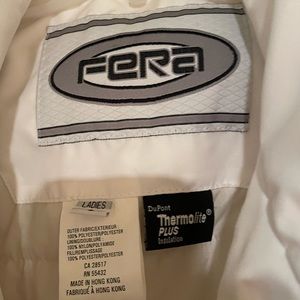 FeRa
LADIES
OUTER FABRIC/EXTERIEUR
100% POLYESTER/POLYESTER
LINING/DOUBLURE
100% NYLON/POLYAMIDE
FILLING/REMPLISSAGE
100% POLYESTER/POLYESTER
CA 28517
RN 55432
MADE IN HONG KONG
FABRIQUÉ À HONG KONG
DuPont
Thermolite
PLUS
Insulation